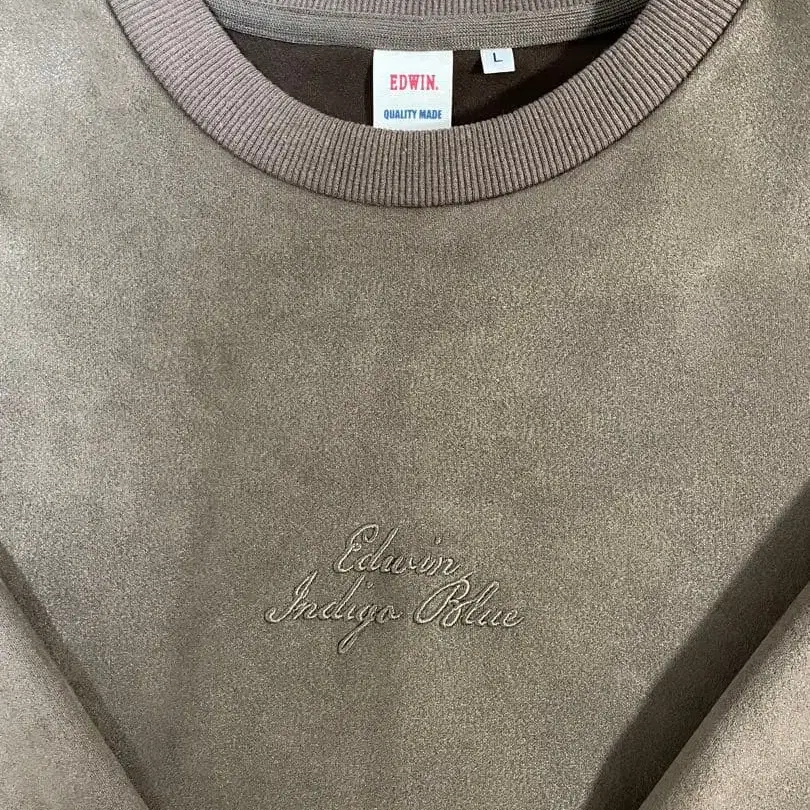 EDWIN.
QUALITY MADE
L
Edwin,
Indigo Blue